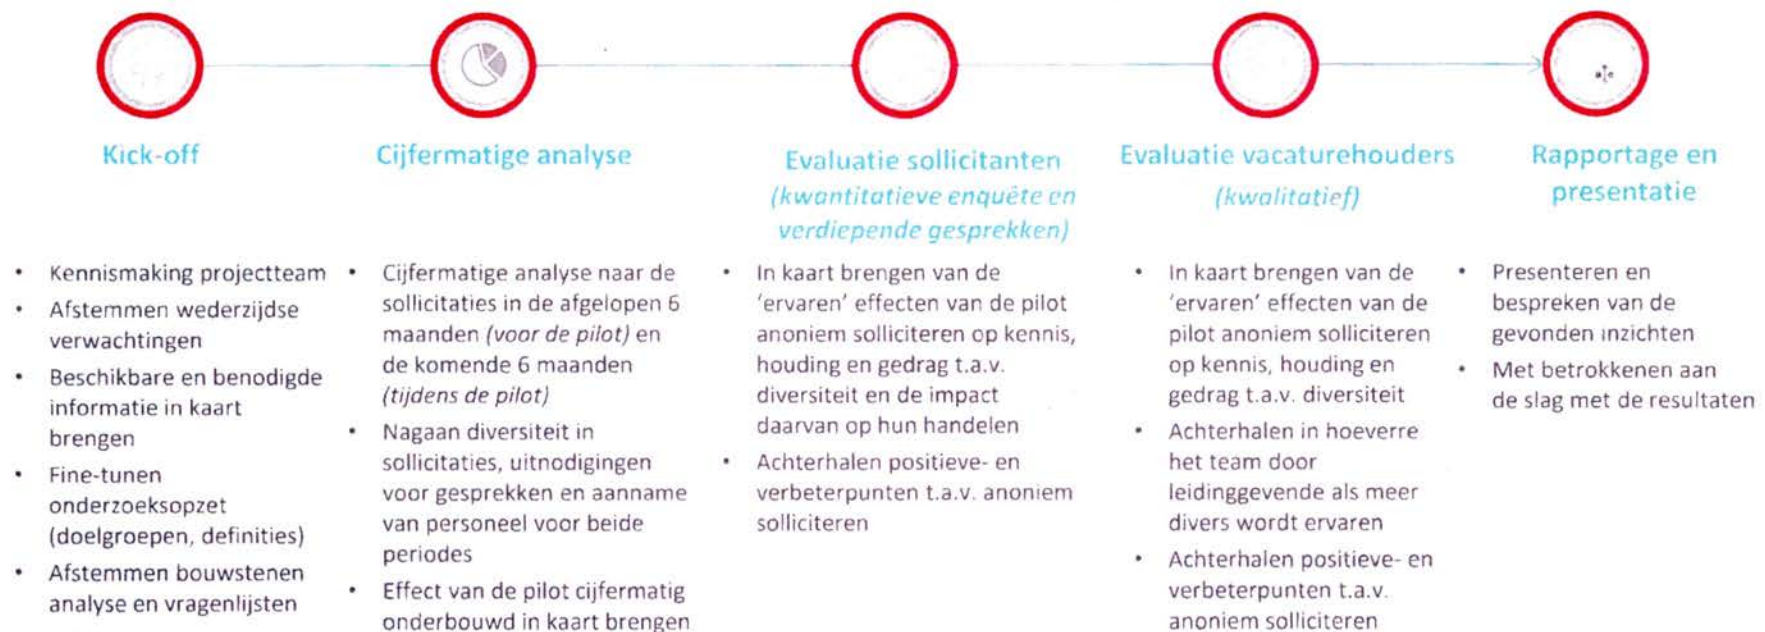 Kick-off
• Kennismaking projectteam
• Afstemmen wederzijdse
verwachtingen
• Beschikbare en benodigde
informatie in kaart
brengen
• Fine-tunen
onderzoeksopzet
(doelgroepen, definities)
• Afstemmen bouwstenen
analyse en vragenlijsten
Cijfermatige analyse
• Cijfermatige analyse naar de
sollicitaties in de afgelopen 6
maanden (voor de pilot) en
de komende 6 maanden
(tijdens de pilot)
• Nagaan diversiteit in
sollicitaties, uitnodigingen
voor gesprekken en aanname
van personeel voor beide
periodes
• Effect van de pilot cijfermatig
onderbouwd in kaart brengen
Evaluatie sollicitanten
(kwantitatieve enquête en
verdiepende gesprekken)
• In kaart brengen van de
'ervaren' effecten van de pilot
anoniem solliciteren op kennis,
houding en gedrag t.a.v.
diversiteit en de impact
daarvan op hun handelen
• Achterhalen positieve- en
verbeterpunten t.a.v. anoniem
solliciteren
Evaluatie vacaturehouders
(kwalitatief)
• In kaart brengen van de
'ervaren' effecten van de
pilot anoniem solliciteren
op kennis, houding en
gedrag t.a.v. diversiteit
• Achterhalen in hoeverre
het team door
leidinggevende als meer
divers wordt ervaren
• Achterhalen positieve- en
verbeterpunten t.a.v.
anoniem solliciteren
Rapportage en
presentatie
• Presenteren en
bespreken van de
gevonden inzichten
• Met betrokkenen aan
de slag met de resultaten